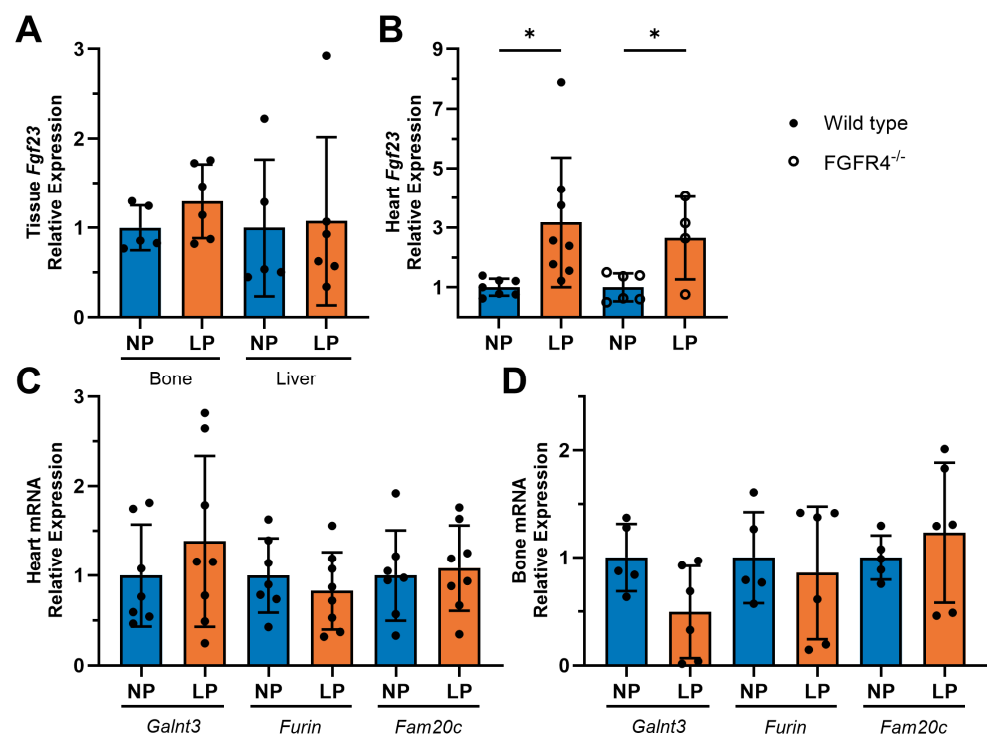 A
Tissue Fgf23
Relative Expression
3
2
1
0
NP LP NP LP
Bone Liver
B
Heart Fgf23
Relative Expression
9
7
5
3
1
* *
NP LP NP LP
Wild type
FGFR4-/-
C
Heart mRNA
Relative Expression
3
2
1
0
NP LP NP LP NP LP
Galnt3 Furin Fam20c
D
Bone mRNA
Relative Expression
2
1
0
NP LP NP LP NP LP
Galnt3 Furin Fam20c